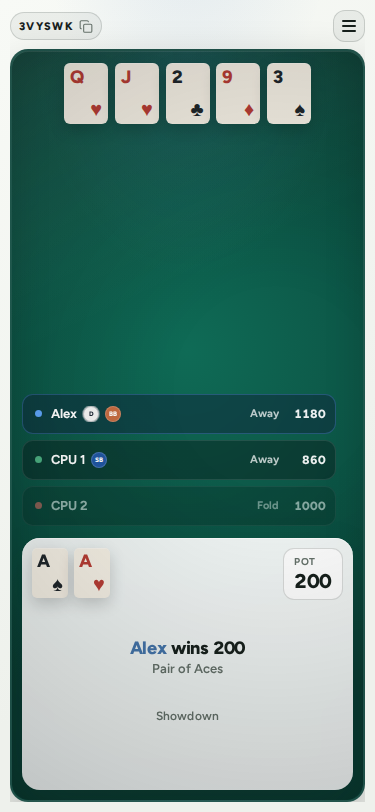 3VYSWK
Q J 2 9 3
Alex D BB Away 1180
CPU 1 SB Away 860
CPU 2 Fold 1000
A A
POT
200
Alex wins 200
Pair of Aces
Showdown